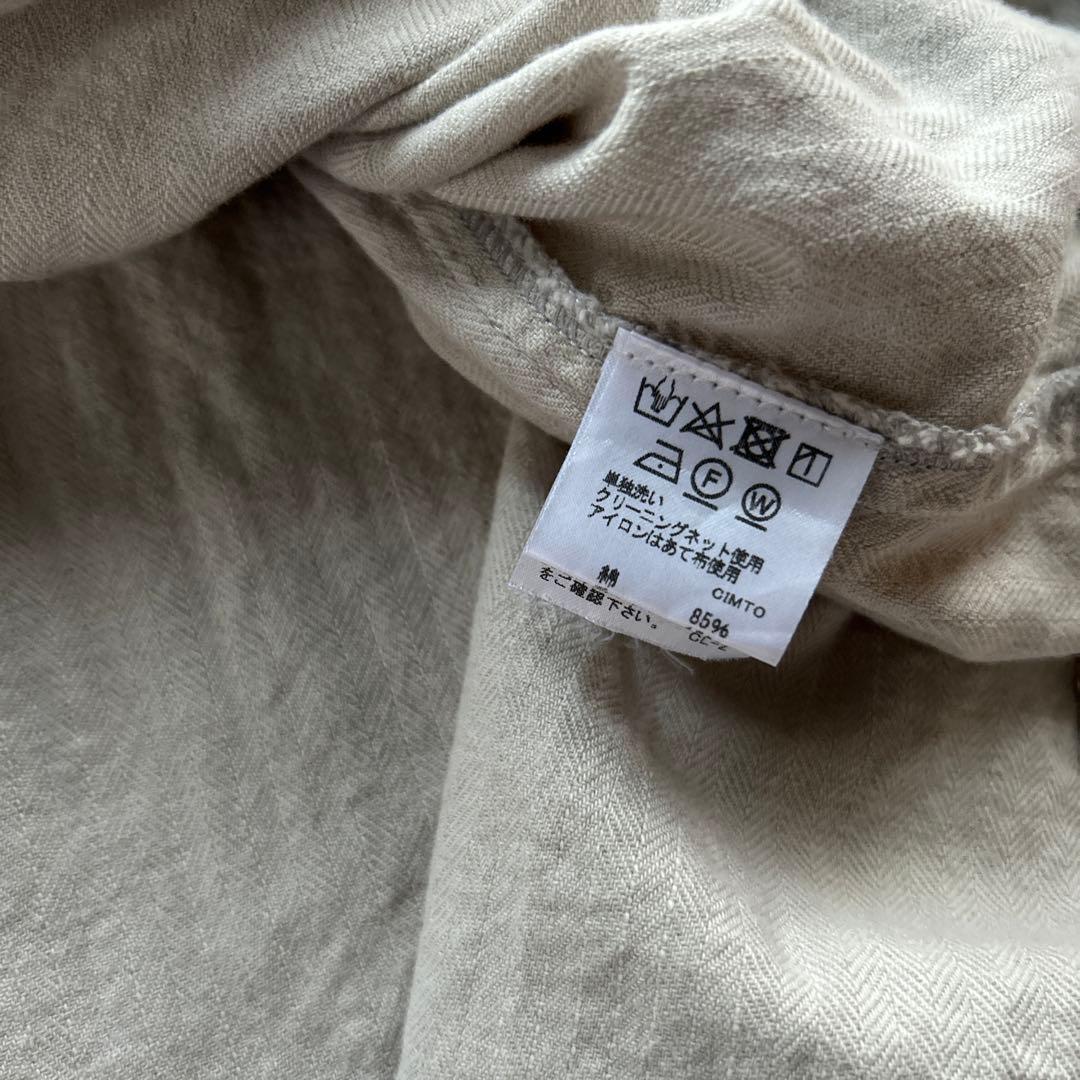 F W
単独洗い
クリーニングネット使用
アイロンはあて布使用
CIMTO
綿 85%
をご確認下さい。